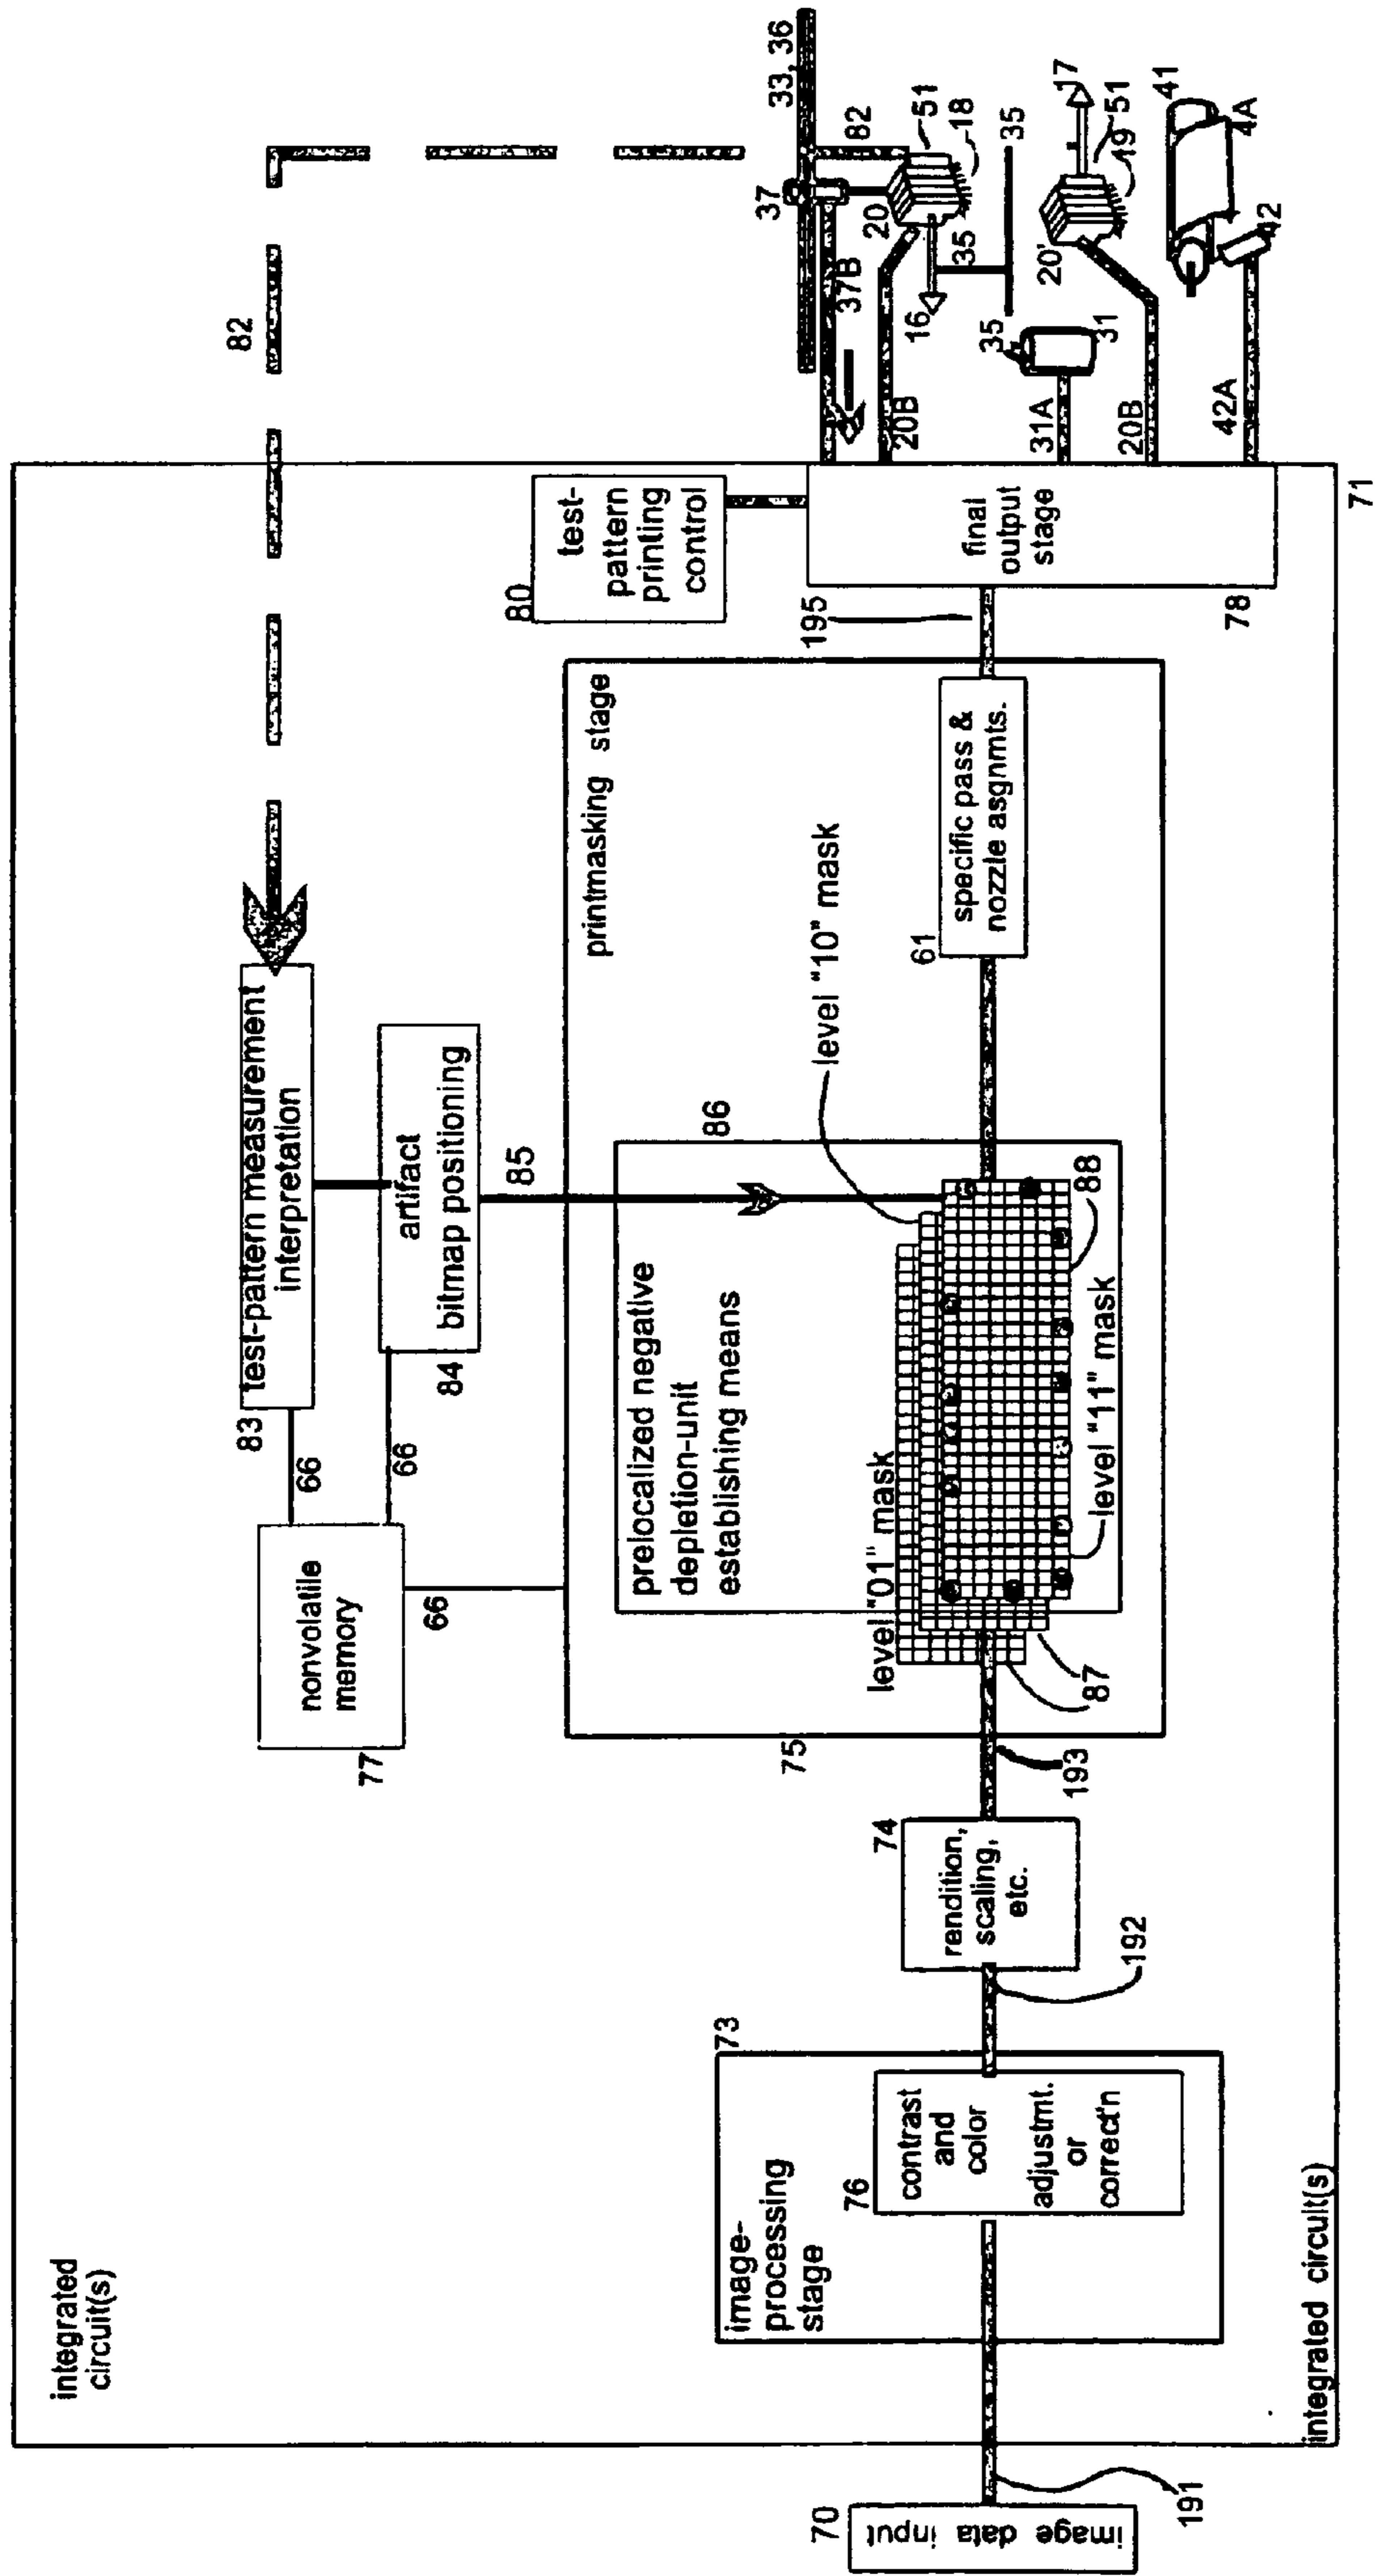 integrated
circuit(s)
82
83
test-pattern measurement
interpretation
66
66
nonvolatile
memory
77
66
84
artifact
bitmap positioning
85
70
image data input
191
image-
processing
stage
73
76
contrast
and
color
adjustmt.
or
correct'n
192
74
rendition,
scaling,
etc.
193
75
printmasking stage
prelocalized negative
depletion-unit
establishing means
86
level "01" mask
level "10" mask
level "11" mask
87
88
61
specific pass &
nozzle asgnmts.
195
80
test-
pattern
printing
control
final
output
stage
78
71
integrated circuit(s)
33, 36
37
82
37B
20
51
18
20B
16
35
35
35
31
31A
20'
17
51
19
20B
41
4A
42
42A